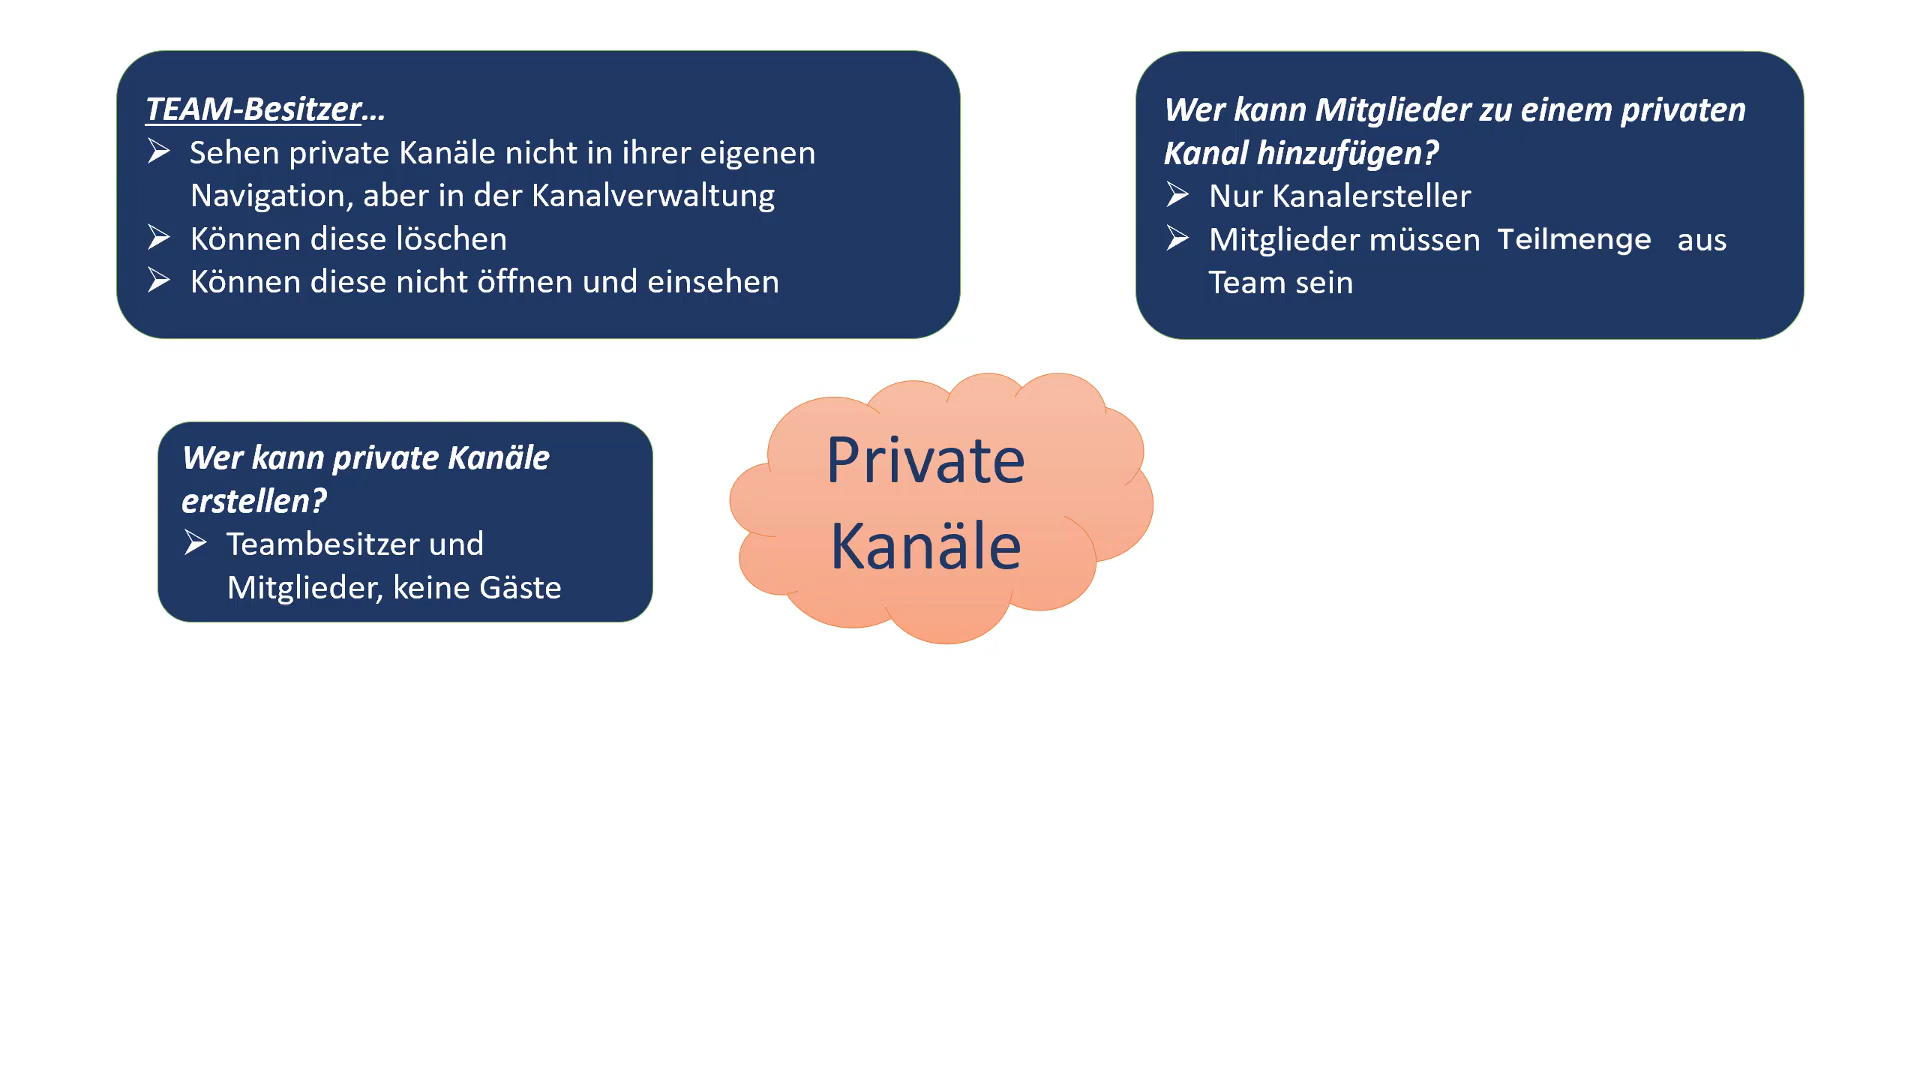 TEAM-Besitzer...
➢ Sehen private Kanäle nicht in ihrer eigenen
Navigation, aber in der Kanalverwaltung
➢ Können diese löschen
➢ Können diese nicht öffnen und einsehen
Wer kann Mitglieder zu einem privaten
Kanal hinzufügen?
➢ Nur Kanalersteller
➢ Mitglieder müssen Teilmenge aus
Team sein
Wer kann private Kanäle
erstellen?
➢ Teambesitzer und
Mitglieder, keine Gäste
Private
Kanäle